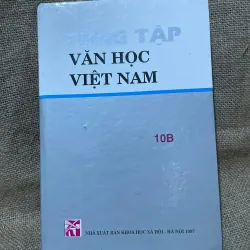 TẬP
VĂN HỌC
VIỆT NAM
10B
NHÀ XUẤT BẢN KHOA HỌC XÃ HỘI - HÀ NỘI 1997